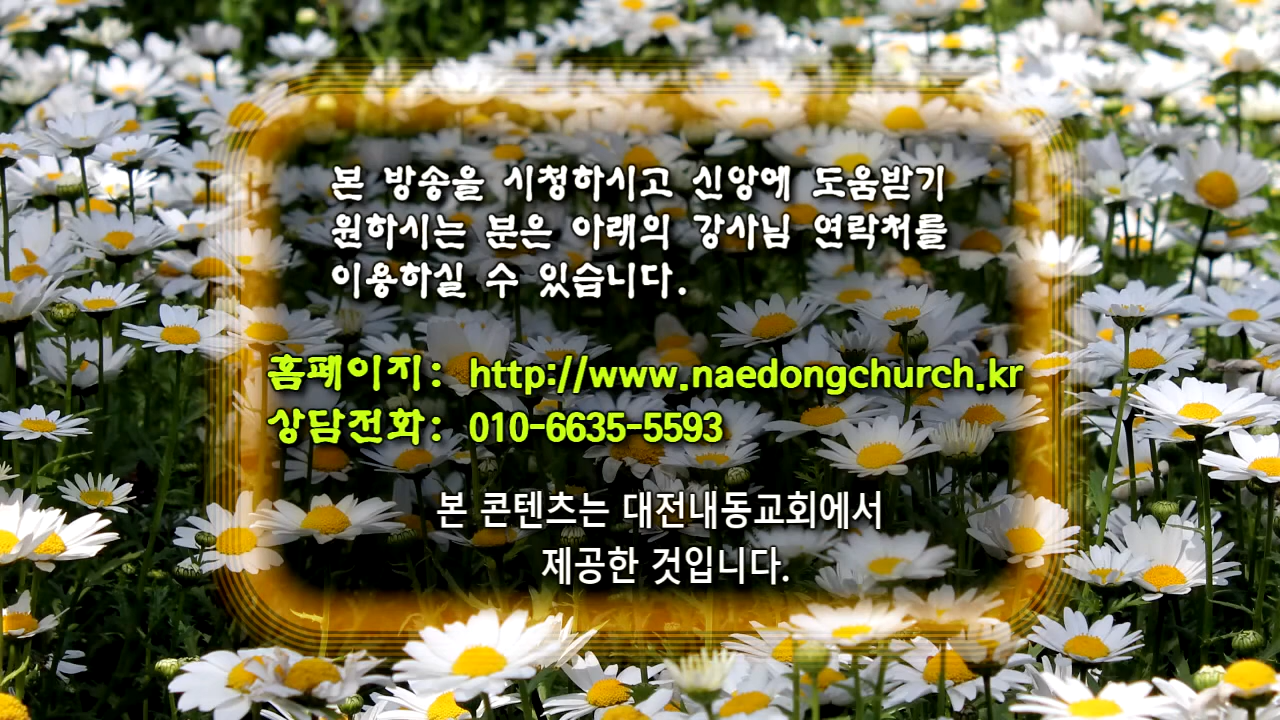 본 방송을 시청하시고 신앙에 도움받기
원하시는 분은 아래의 강사님 연락처를
이용하실 수 있습니다.
홈페이지: http://www.naedongchurch.kr
상담전화: 010-6635-5593
본 콘텐츠는 대전내동교회에서
제공한 것입니다.